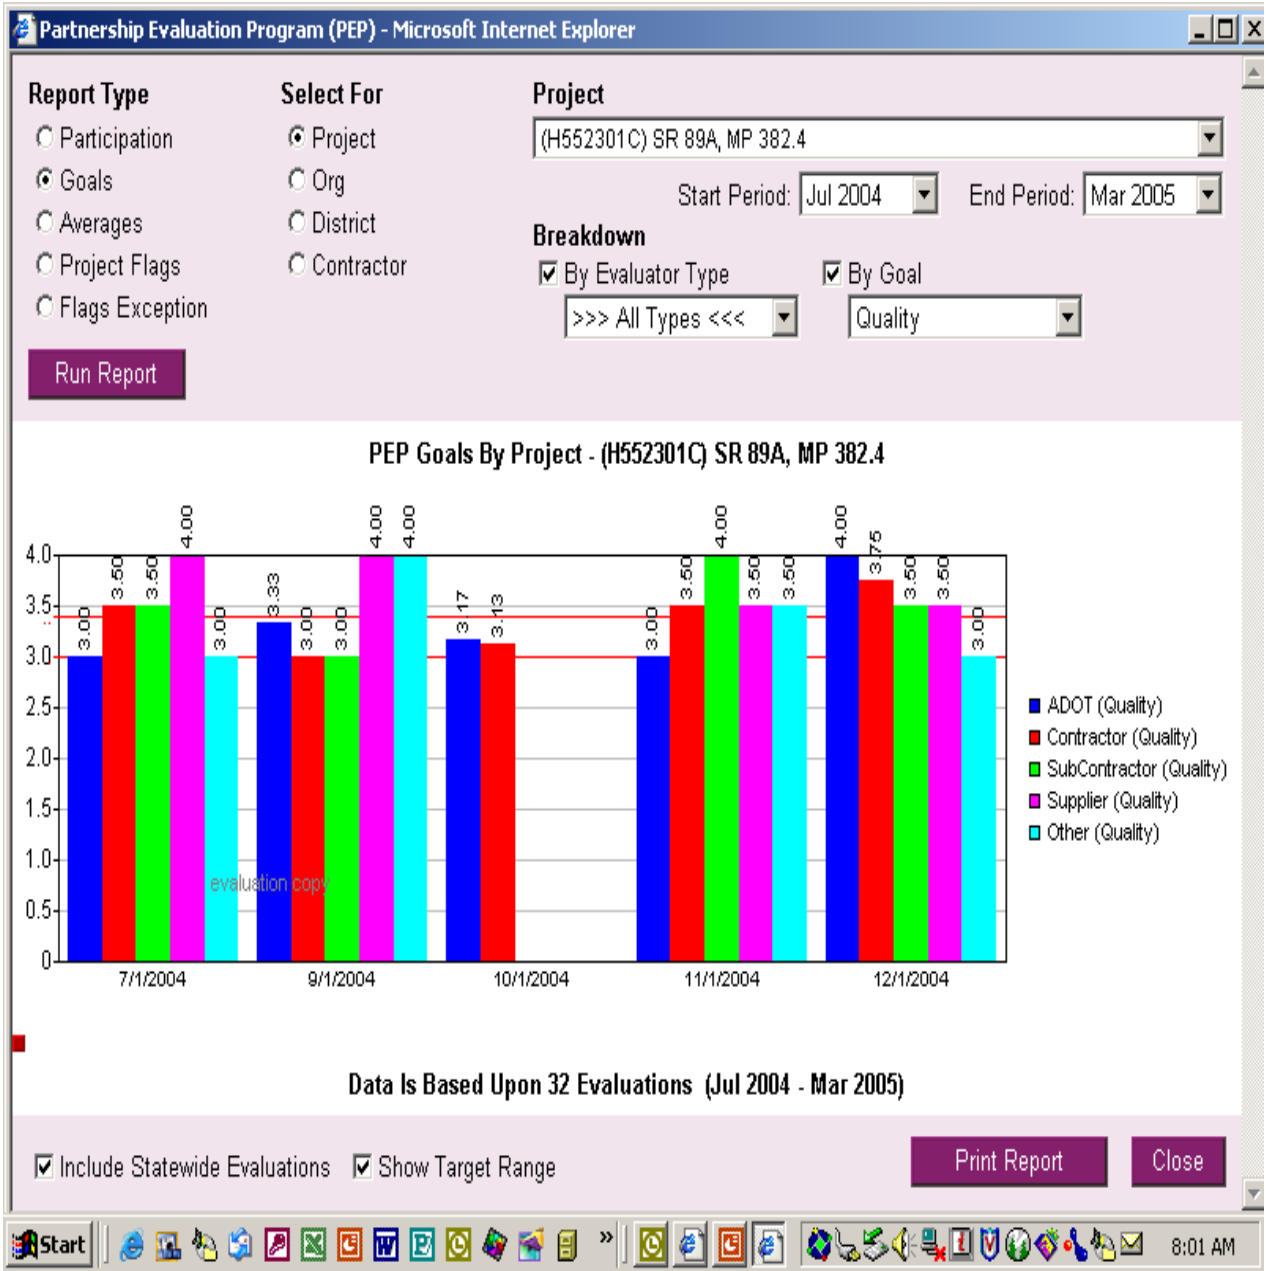 Partnership Evaluation Program (PEP) - Microsoft Internet Explorer
Report Type
Participation
Goals
Averages
Project Flags
Flags Exception
Select For
Project
Org
District
Contractor
Project
(H552301C) SR 89A, MP 382.4
Start Period: Jul 2004 End Period: Mar 2005
Breakdown
By Evaluator Type By Goal
>>> All Types <<< Quality
Run Report
PEP Goals By Project - (H552301C) SR 89A, MP 382.4
4.0
3.5
3.0
2.5
2.0
1.5
1.0
0.5
0
3.00 3.50 3.50 4.00 3.00
3.33 3.00 3.00 4.00 4.00
3.17 3.13
3.00 3.50 4.00 3.50 3.50
4.00 3.75 3.50 3.50 3.00
evaluation copy
7/1/2004 9/1/2004 10/1/2004 11/1/2004 12/1/2004
ADOT (Quality)
Contractor (Quality)
SubContractor (Quality)
Supplier (Quality)
Other (Quality)
Data Is Based Upon 32 Evaluations (Jul 2004 - Mar 2005)
Include Statewide Evaluations Show Target Range
Print Report Close
Start
8:01 AM